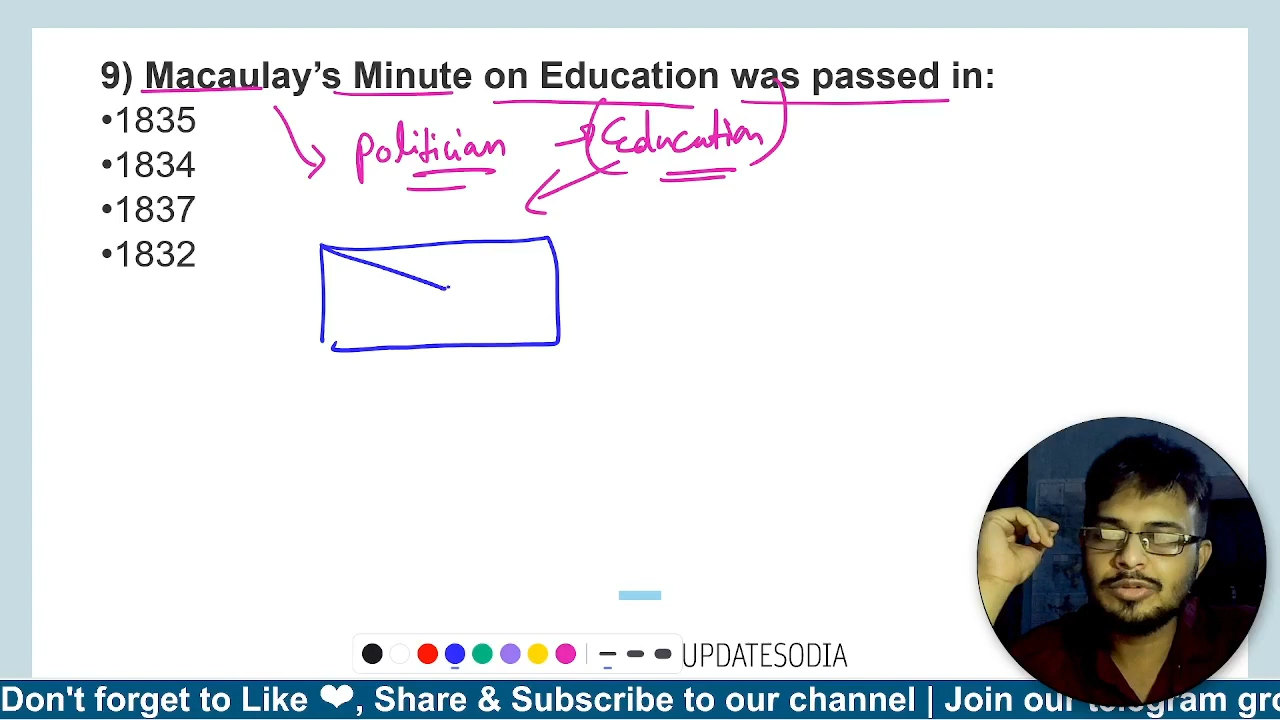 9) Macaulay’s Minute on Education was passed in:
•1835
Politician → Education
•1834
•1837
•1832
UPDATESODIA
Don't forget to Like ❤, Share & Subscribe to our channel | Join our telegram gro